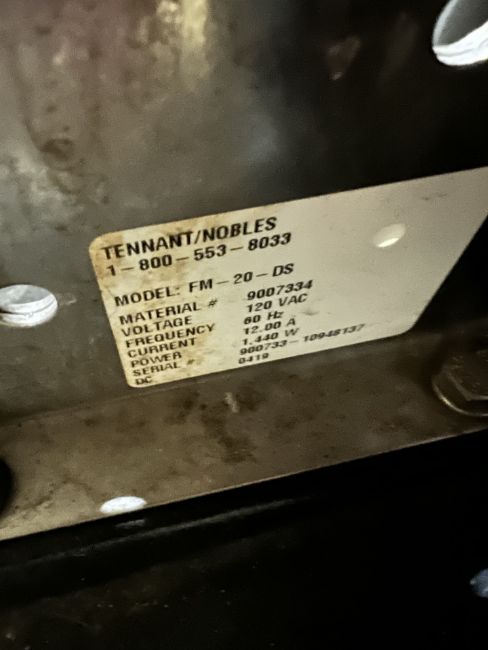 TENNANT/NOBLES
1-800-553-8033
MODEL: FM-20-DS
MATERIAL # 9007334
VOLTAGE 120 VAC
FREQUENCY 60 Hz
CURRENT 12.00 A
POWER 1,440 W
SERIAL # 900733-10948137
DC 0419